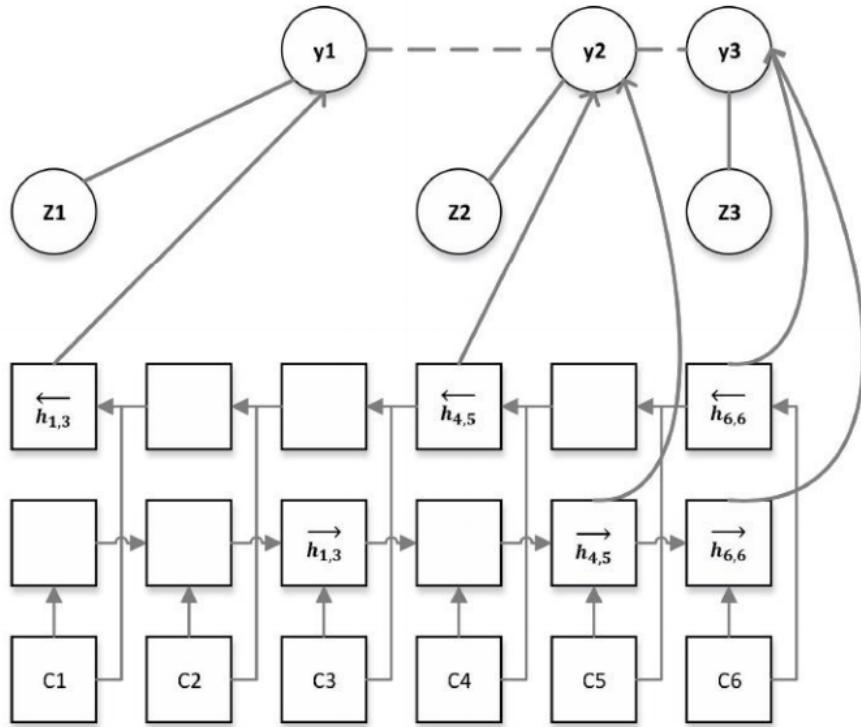 y1 y2 y3
Z1 Z2 Z3
←h₁,₃ ←h₄,₅ ←h₆,₆
→h₁,₃ →h₄,₅ →h₆,₆
C1 C2 C3 C4 C5 C6